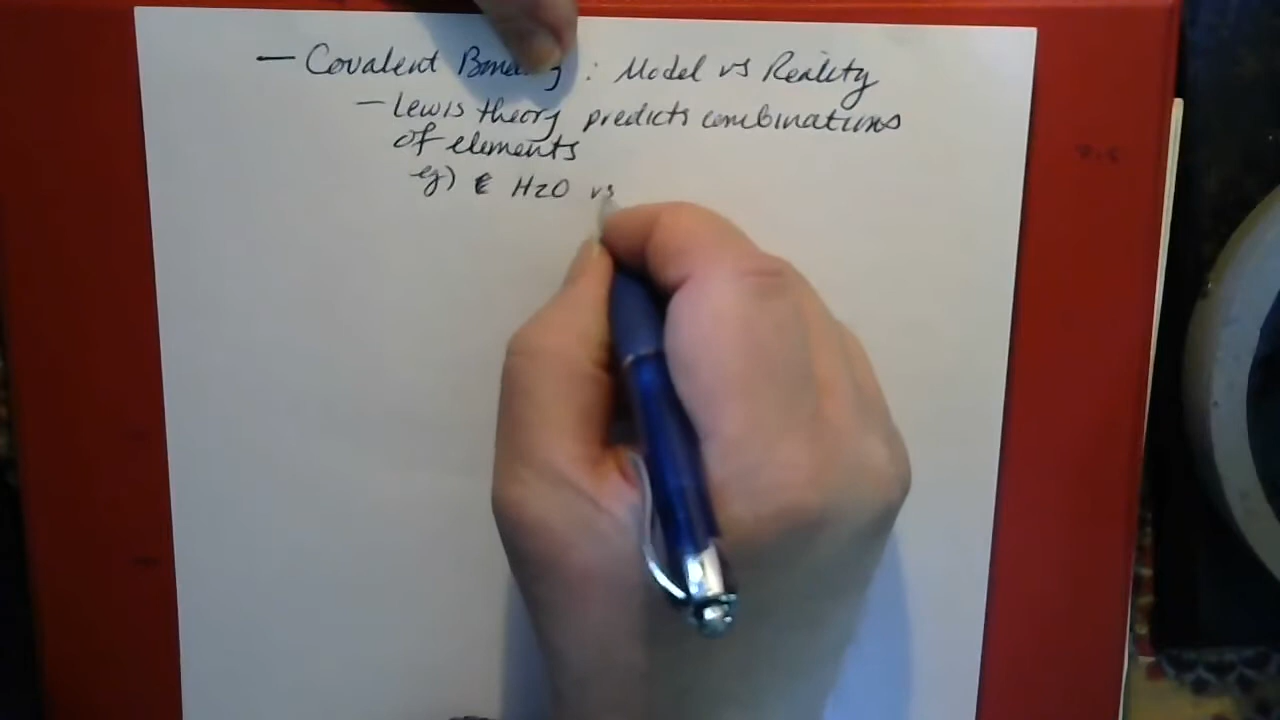 — Covalent Bonding : Model vs Reality
— Lewis theory predicts combinations
of elements
eg) H2O vs